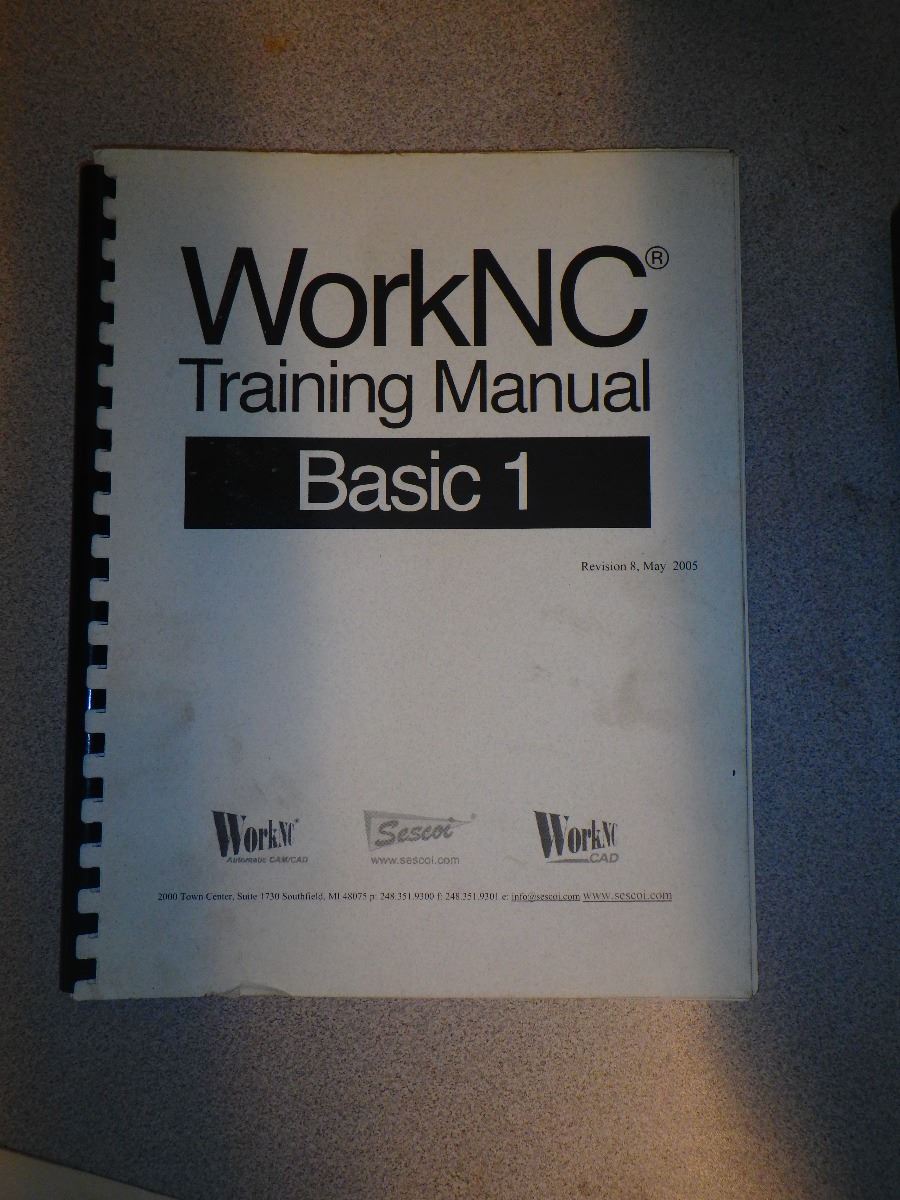 WorkNC®
Training Manual
Basic 1
Revision 8, May 2005
WorkNC®
Automatic CAM/CAD
Sescoi
www.sescoi.com
WorkNC
CAD
2000 Town Center, Suite 1730 Southfield, MI 48075 p: 248.351.9300 f: 248.351.9301 e: info@sescoi.com www.sescoi.com